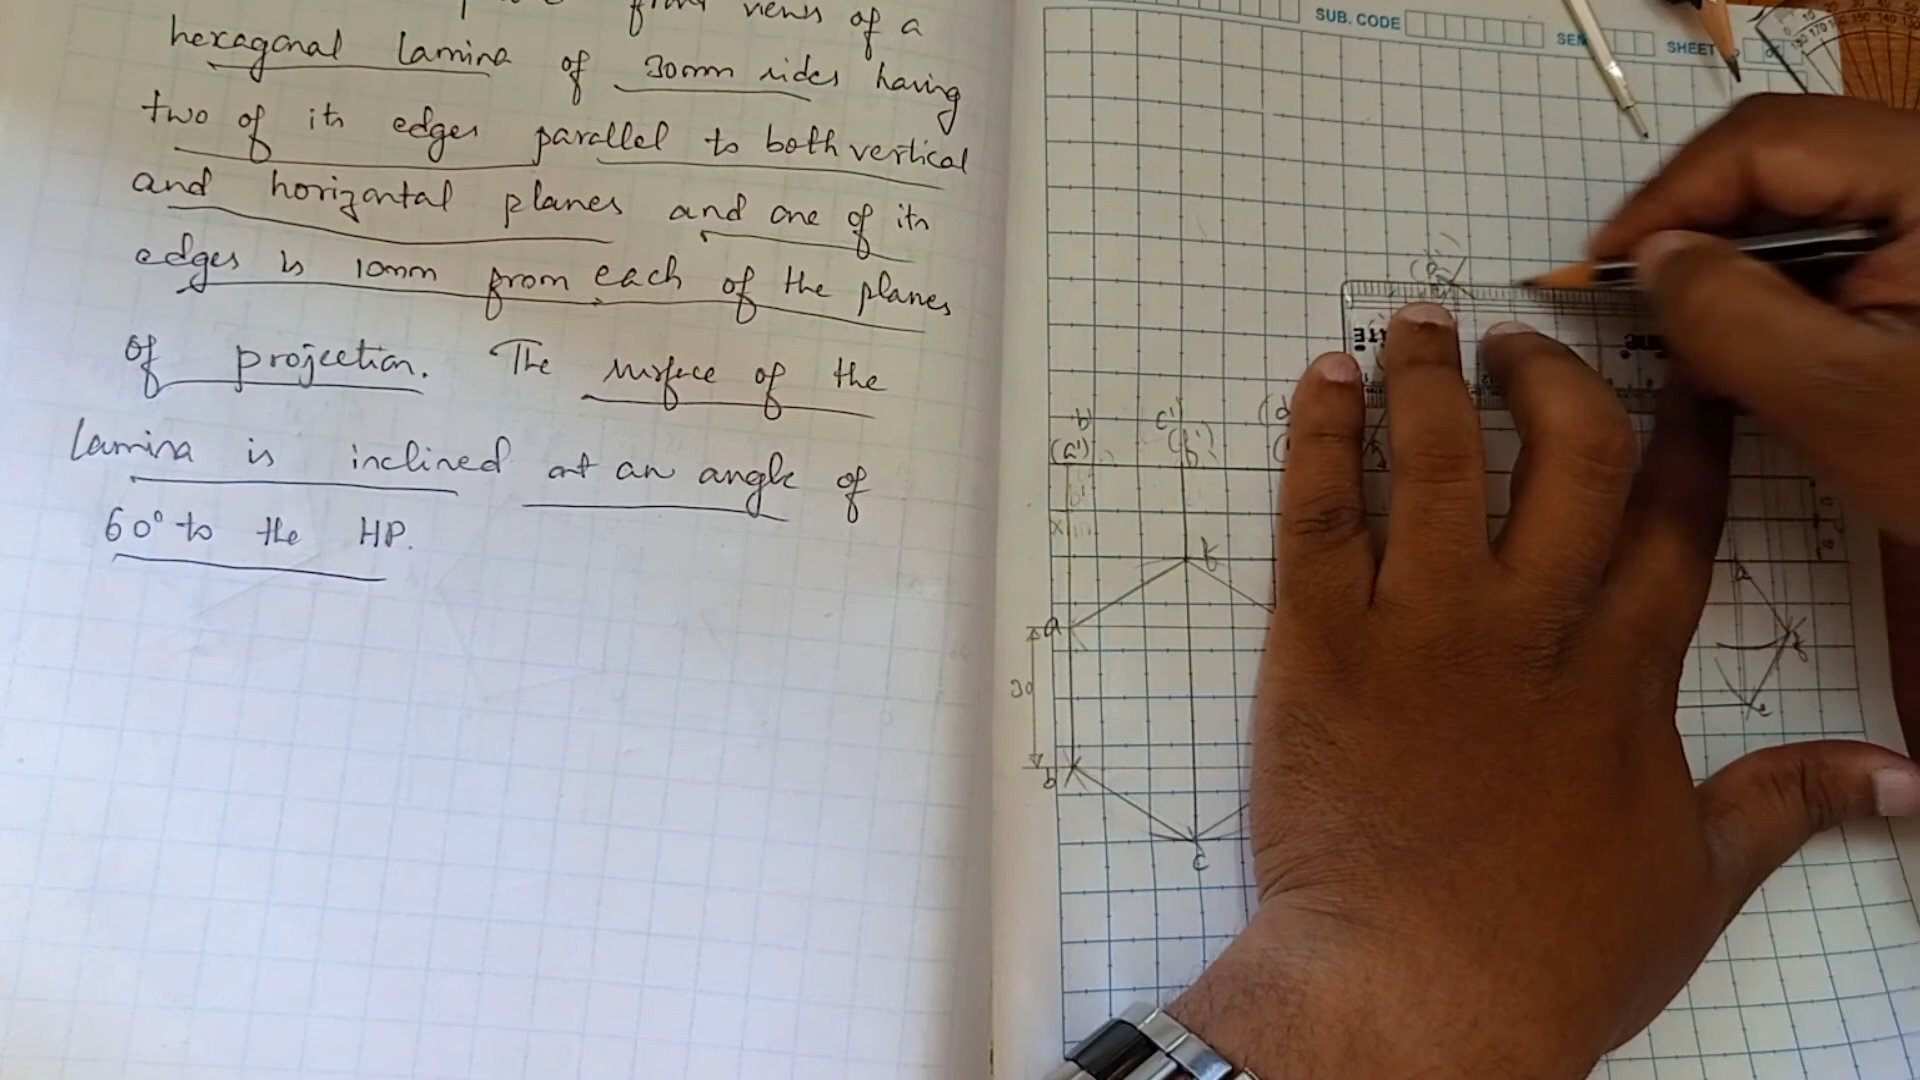 views of a
hexagonal lamina of 30mm sides having
two of its edges parallel to both vertical
and horizontal planes and one of its
edges is 10mm from each of the planes
of projection. The surface of the
lamina is inclined at an angle of
60° to the HP.
SUB. CODE SEM SHEET
b' c' (d
(a') (b')
x
f
a
30
b
c
a
e